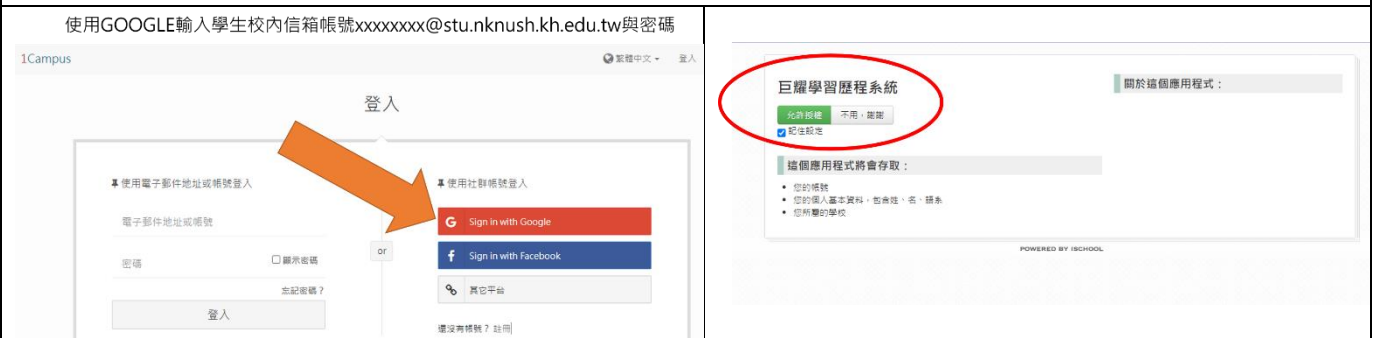 使用GOOGLE輸入學生校內信箱帳號xxxxxxxx@stu.nknush.kh.edu.tw與密碼
1Campus
繁體中文
登入
登入
使用電子郵件地址或帳號登入
電子郵件地址或帳號
密碼
顯示密碼
忘記密碼？
登入
or
使用社群帳號登入
G Sign in with Google
f Sign in with Facebook
其它平台
還沒有帳號？ 註冊
巨耀學習歷程系統
允許授權 不用，謝謝
記住設定
這個應用程式將會存取：
您的帳號
您的個人基本資料，包含姓、名、語系
您所屬的學校
關於這個應用程式：
POWERED BY ISCHOOL